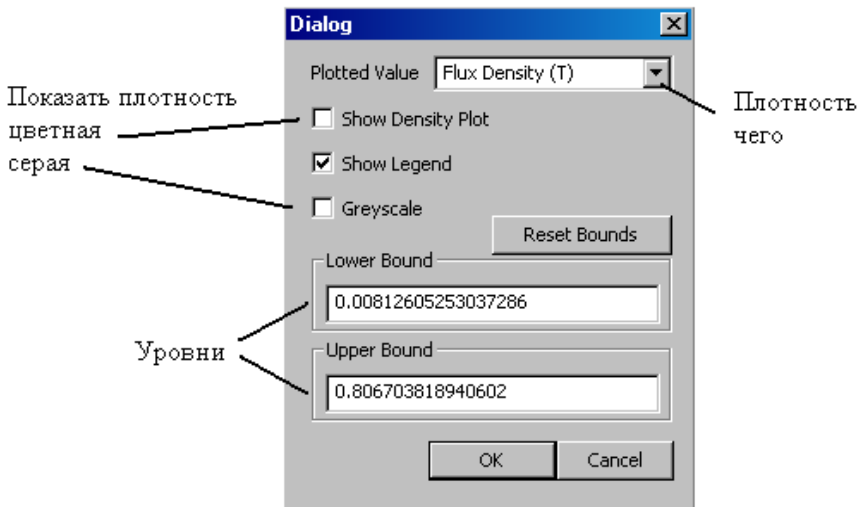 Dialog
Plotted Value Flux Density (T)
Показать плотность
цветная
серая
Плотность
чего
Show Density Plot
Show Legend
Greyscale
Reset Bounds
Lower Bound
0.00812605253037286
Уровни
Upper Bound
0.806703818940602
OK Cancel